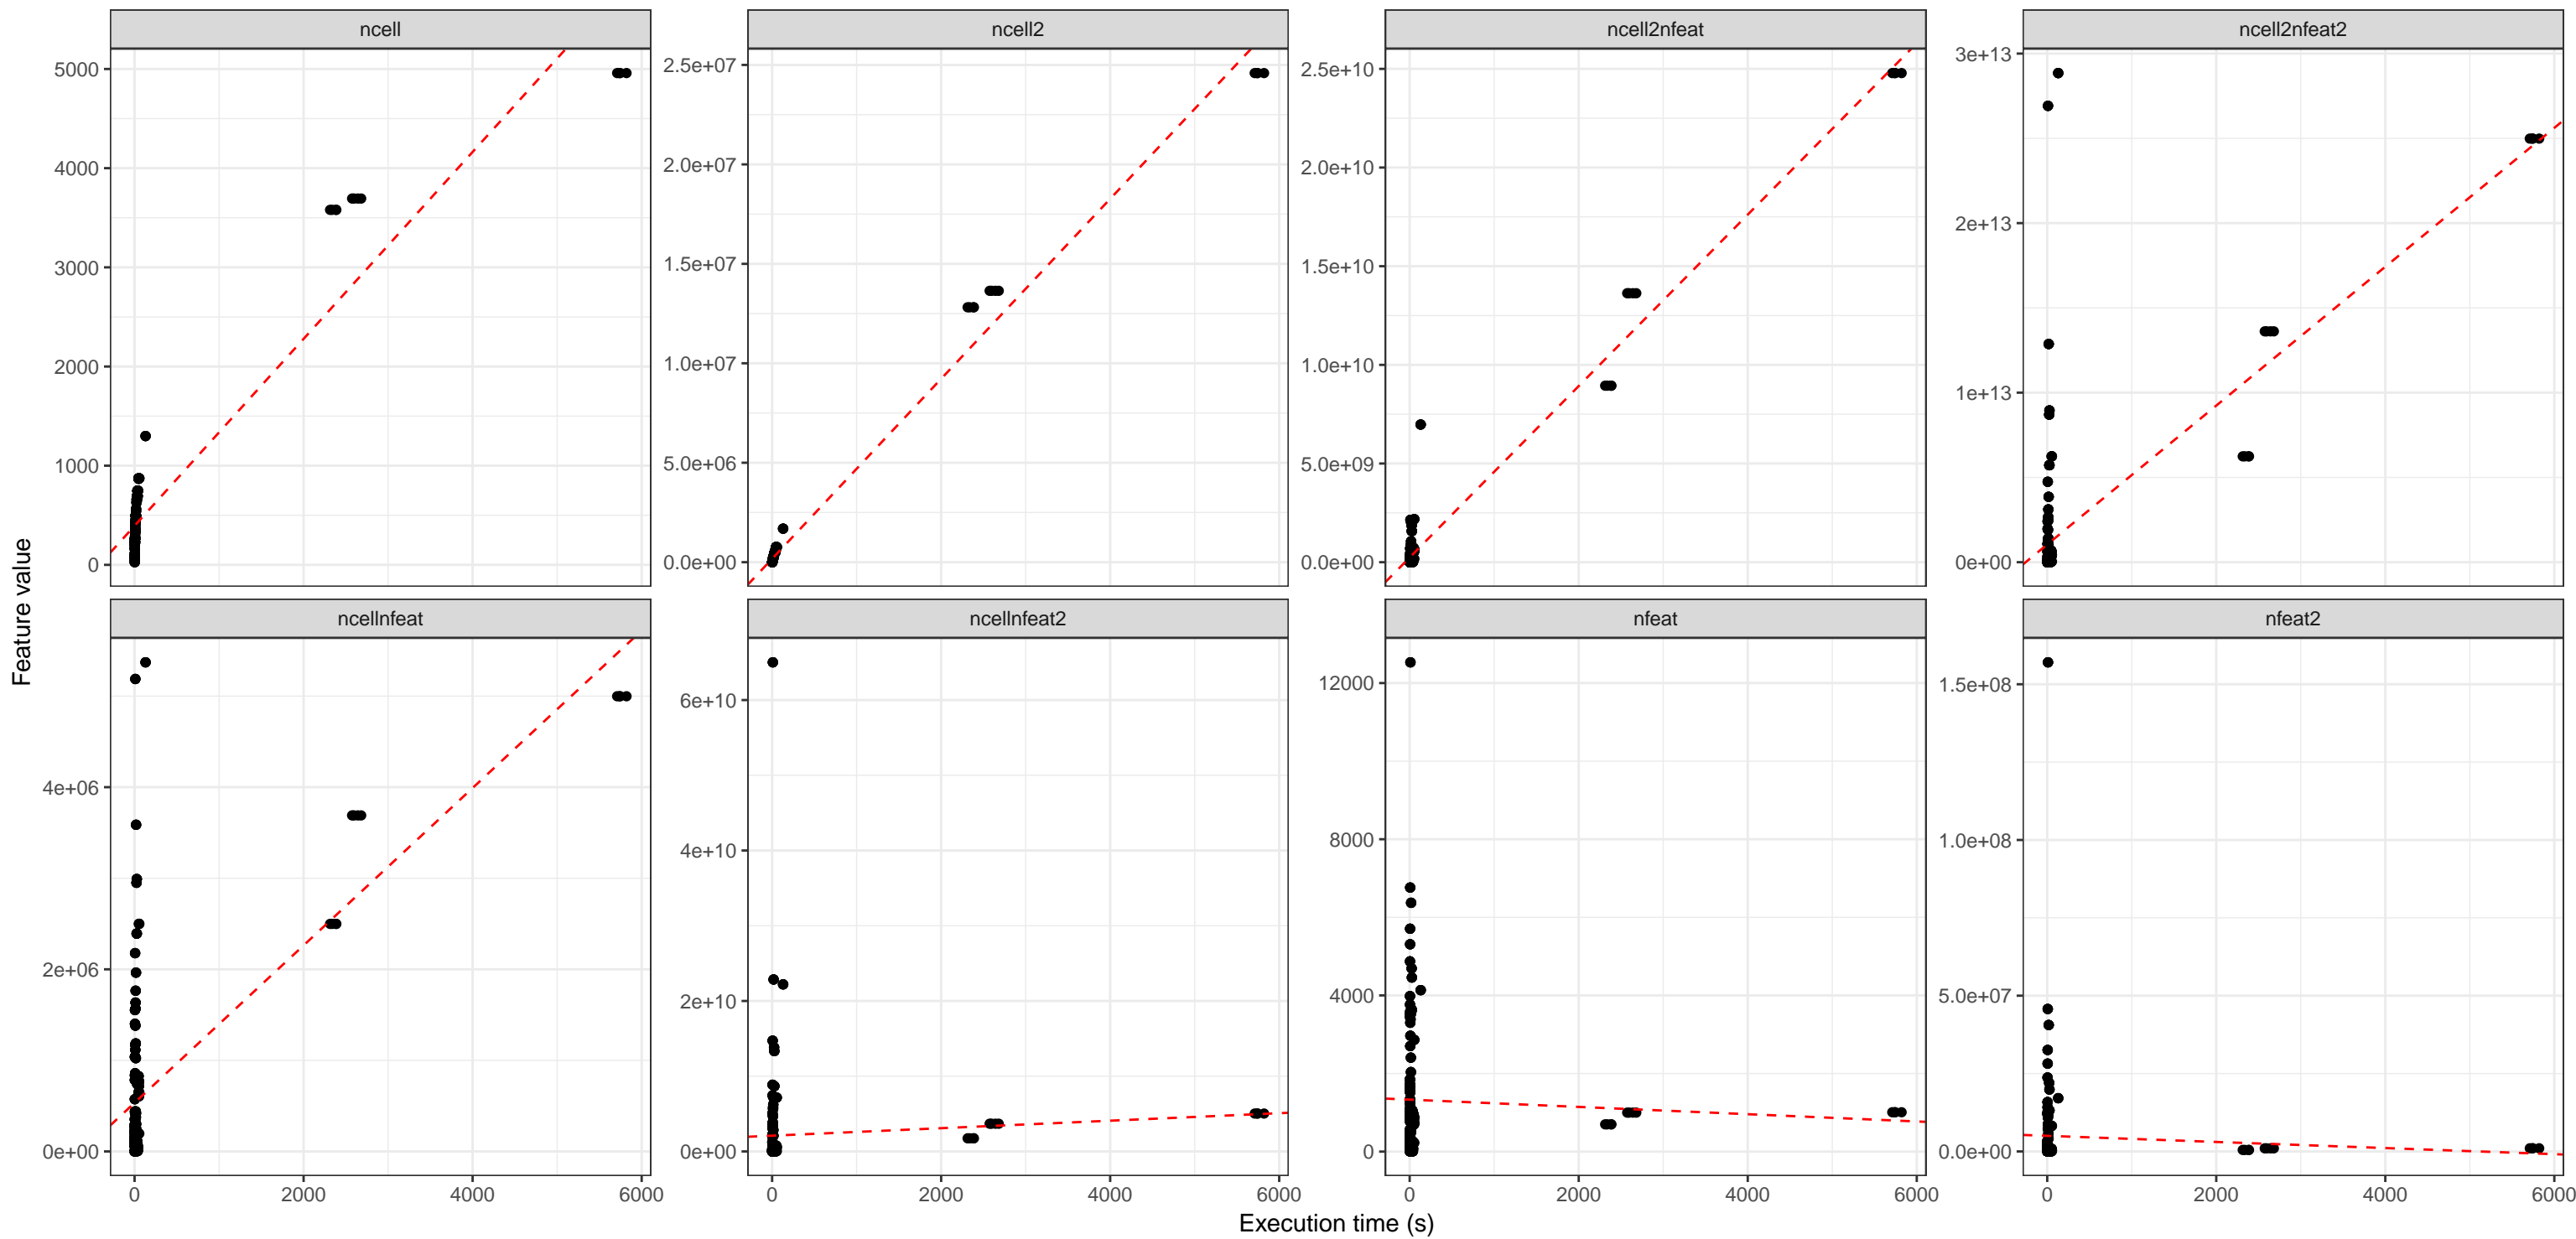 ncell
ncell2
ncell2nfeat
ncell2nfeat2
5000
4000
3000
2000
1000
0
2.5e+07
2.0e+07
1.5e+07
1.0e+07
5.0e+06
0.0e+00
2.5e+10
2.0e+10
1.5e+10
1.0e+10
5.0e+09
0.0e+00
3e+13
2e+13
1e+13
0e+00
ncellnfeat
ncellnfeat2
nfeat
nfeat2
4e+06
2e+06
0e+00
6e+10
4e+10
2e+10
0e+00
12000
8000
4000
0
1.5e+08
1.0e+08
5.0e+07
0.0e+00
0 2000 4000 6000
0 2000 4000 6000
0 2000 4000 6000
0 2000 4000 6000
Feature value
Execution time (s)